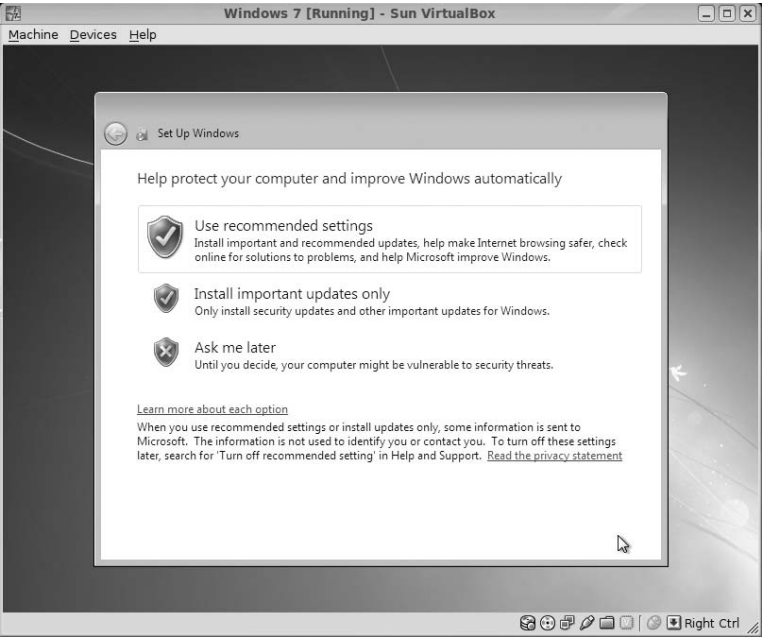 Windows 7 [Running] - Sun VirtualBox
Machine Devices Help
Set Up Windows
Help protect your computer and improve Windows automatically
Use recommended settings
Install important and recommended updates, help make Internet browsing safer, check
online for solutions to problems, and help Microsoft improve Windows.
Install important updates only
Only install security updates and other important updates for Windows.
Ask me later
Until you decide, your computer might be vulnerable to security threats.
Learn more about each option
When you use recommended settings or install updates only, some information is sent to
Microsoft. The information is not used to identify you or contact you. To turn off these settings
later, search for 'Turn off recommended setting' in Help and Support. Read the privacy statement
Right Ctrl